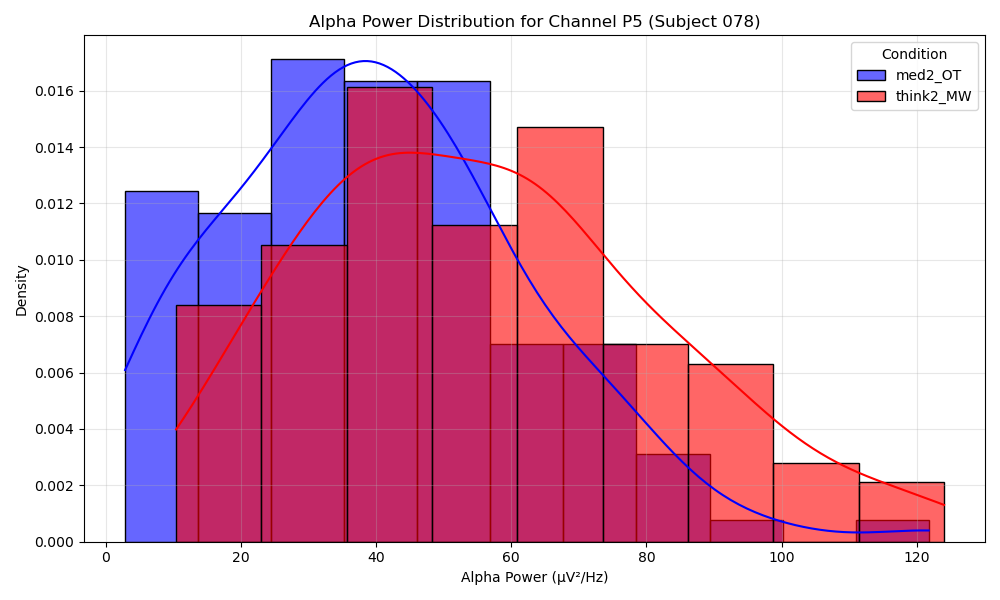 Alpha Power Distribution for Channel P5 (Subject 078)
Condition
med2_OT
think2_MW
Density
0.016
0.014
0.012
0.010
0.008
0.006
0.004
0.002
0.000
0 20 40 60 80 100 120
Alpha Power (μV²/Hz)